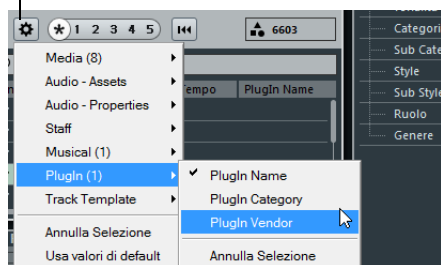 1 2 3 4 5
6603
Categori
Sub Cate
Style
Sub Style
Ruolo
Genere
Tempo
PlugIn Name
Media (8)
Audio - Assets
Audio - Properties
Staff
Musical (1)
PlugIn (1)
Track Template
Annulla Selezione
Usa valori di default
PlugIn Name
PlugIn Category
PlugIn Vendor
Annulla Selezione